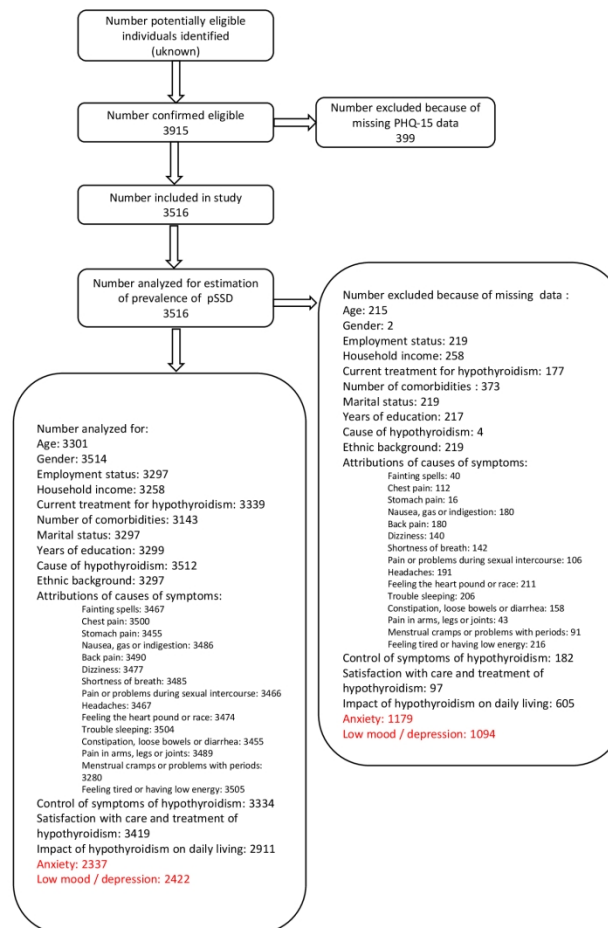 Number potentially eligible
individuals identified
(uknown)
Number confirmed eligible
3915
Number excluded because of
missing PHQ-15 data
399
Number included in study
3516
Number analyzed for estimation
of prevalence of pSSD
3516
Number excluded because of missing data :
Age: 215
Gender: 2
Employment status: 219
Household income: 258
Current treatment for hypothyroidism: 177
Number of comorbidities : 373
Marital status: 219
Years of education: 217
Cause of hypothyroidism: 4
Ethnic background: 219
Attributions of causes of symptoms:
Fainting spells: 40
Chest pain: 112
Stomach pain: 16
Nausea, gas or indigestion: 180
Back pain: 180
Dizziness: 140
Shortness of breath: 142
Pain or problems during sexual intercourse: 106
Headaches: 191
Feeling the heart pound or race: 211
Trouble sleeping: 206
Constipation, loose bowels or diarrhea: 158
Pain in arms, legs or joints: 43
Menstrual cramps or problems with periods: 91
Feeling tired or having low energy: 216
Control of symptoms of hypothyroidism: 182
Satisfaction with care and treatment of
hypothyroidism: 97
Impact of hypothyroidism on daily living: 605
Anxiety: 1179
Low mood / depression: 1094
Number analyzed for:
Age: 3301
Gender: 3514
Employment status: 3297
Household income: 3258
Current treatment for hypothyroidism: 3339
Number of comorbidities: 3143
Marital status: 3297
Years of education: 3299
Cause of hypothyroidism: 3512
Ethnic background: 3297
Attributions of causes of symptoms:
Fainting spells: 3467
Chest pain: 3500
Stomach pain: 3455
Nausea, gas or indigestion: 3486
Back pain: 3490
Dizziness: 3477
Shortness of breath: 3485
Pain or problems during sexual intercourse: 3466
Headaches: 3467
Feeling the heart pound or race: 3474
Trouble sleeping: 3504
Constipation, loose bowels or diarrhea: 3455
Pain in arms, legs or joints: 3489
Menstrual cramps or problems with periods:
3280
Feeling tired or having low energy: 3505
Control of symptoms of hypothyroidism: 3334
Satisfaction with care and treatment of
hypothyroidism: 3419
Impact of hypothyroidism on daily living: 2911
Anxiety: 2337
Low mood / depression: 2422